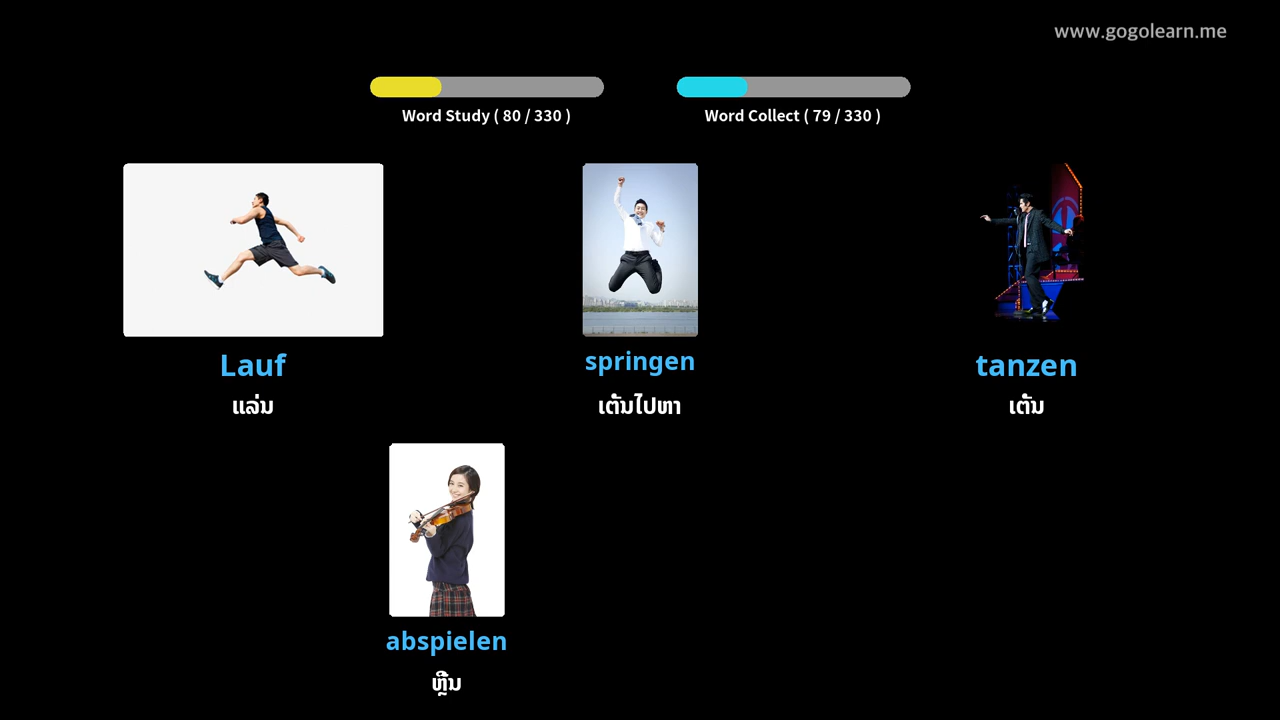 www.gogolearn.me
Word Study ( 80 / 330 )
Word Collect ( 79 / 330 )
Lauf
springen
tanzen
ແລ່ນ
ເຕັ້ນໄປຫາ
ເຕັ້ນ
abspielen
ຫຼິ້ນ